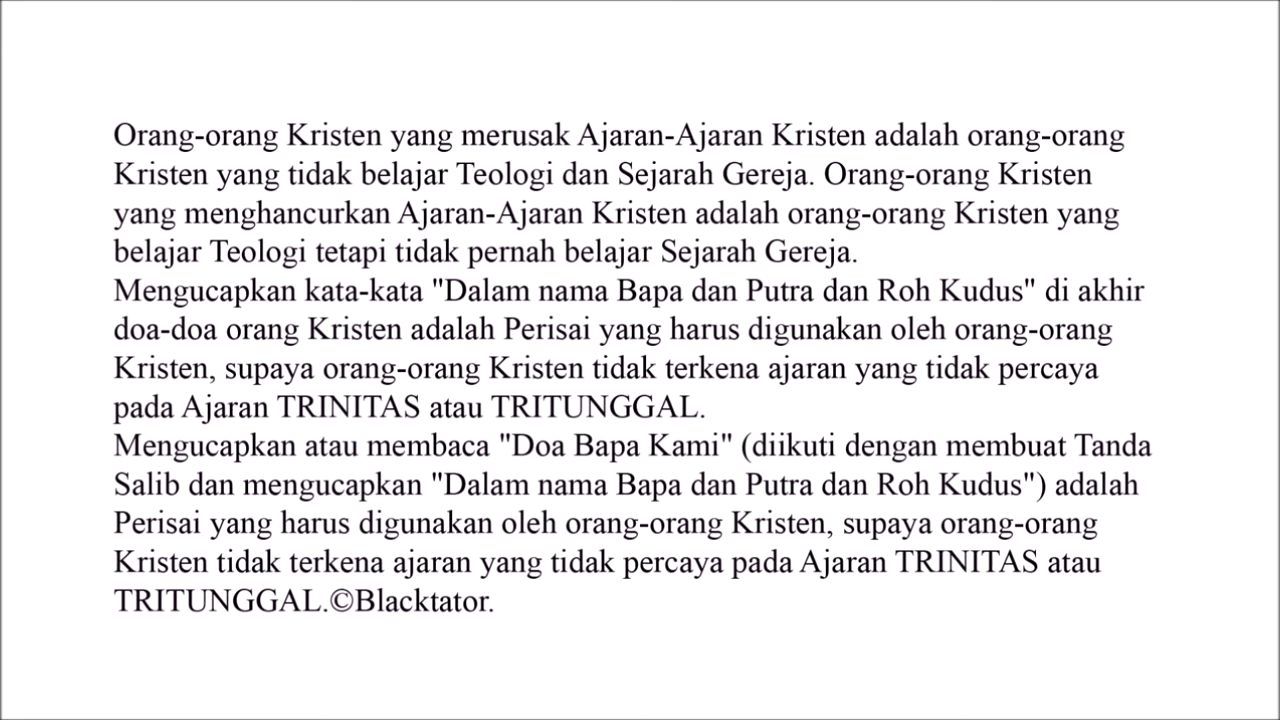 Orang-orang Kristen yang merusak Ajaran-Ajaran Kristen adalah orang-orang
Kristen yang tidak belajar Teologi dan Sejarah Gereja. Orang-orang Kristen
yang menghancurkan Ajaran-Ajaran Kristen adalah orang-orang Kristen yang
belajar Teologi tetapi tidak pernah belajar Sejarah Gereja.
Mengucapkan kata-kata "Dalam nama Bapa dan Putra dan Roh Kudus" di akhir
doa-doa orang Kristen adalah Perisai yang harus digunakan oleh orang-orang
Kristen, supaya orang-orang Kristen tidak terkena ajaran yang tidak percaya
pada Ajaran TRINITAS atau TRITUNGGAL.
Mengucapkan atau membaca "Doa Bapa Kami" (diikuti dengan membuat Tanda
Salib dan mengucapkan "Dalam nama Bapa dan Putra dan Roh Kudus") adalah
Perisai yang harus digunakan oleh orang-orang Kristen, supaya orang-orang
Kristen tidak terkena ajaran yang tidak percaya pada Ajaran TRINITAS atau
TRITUNGGAL.©Blacktator.